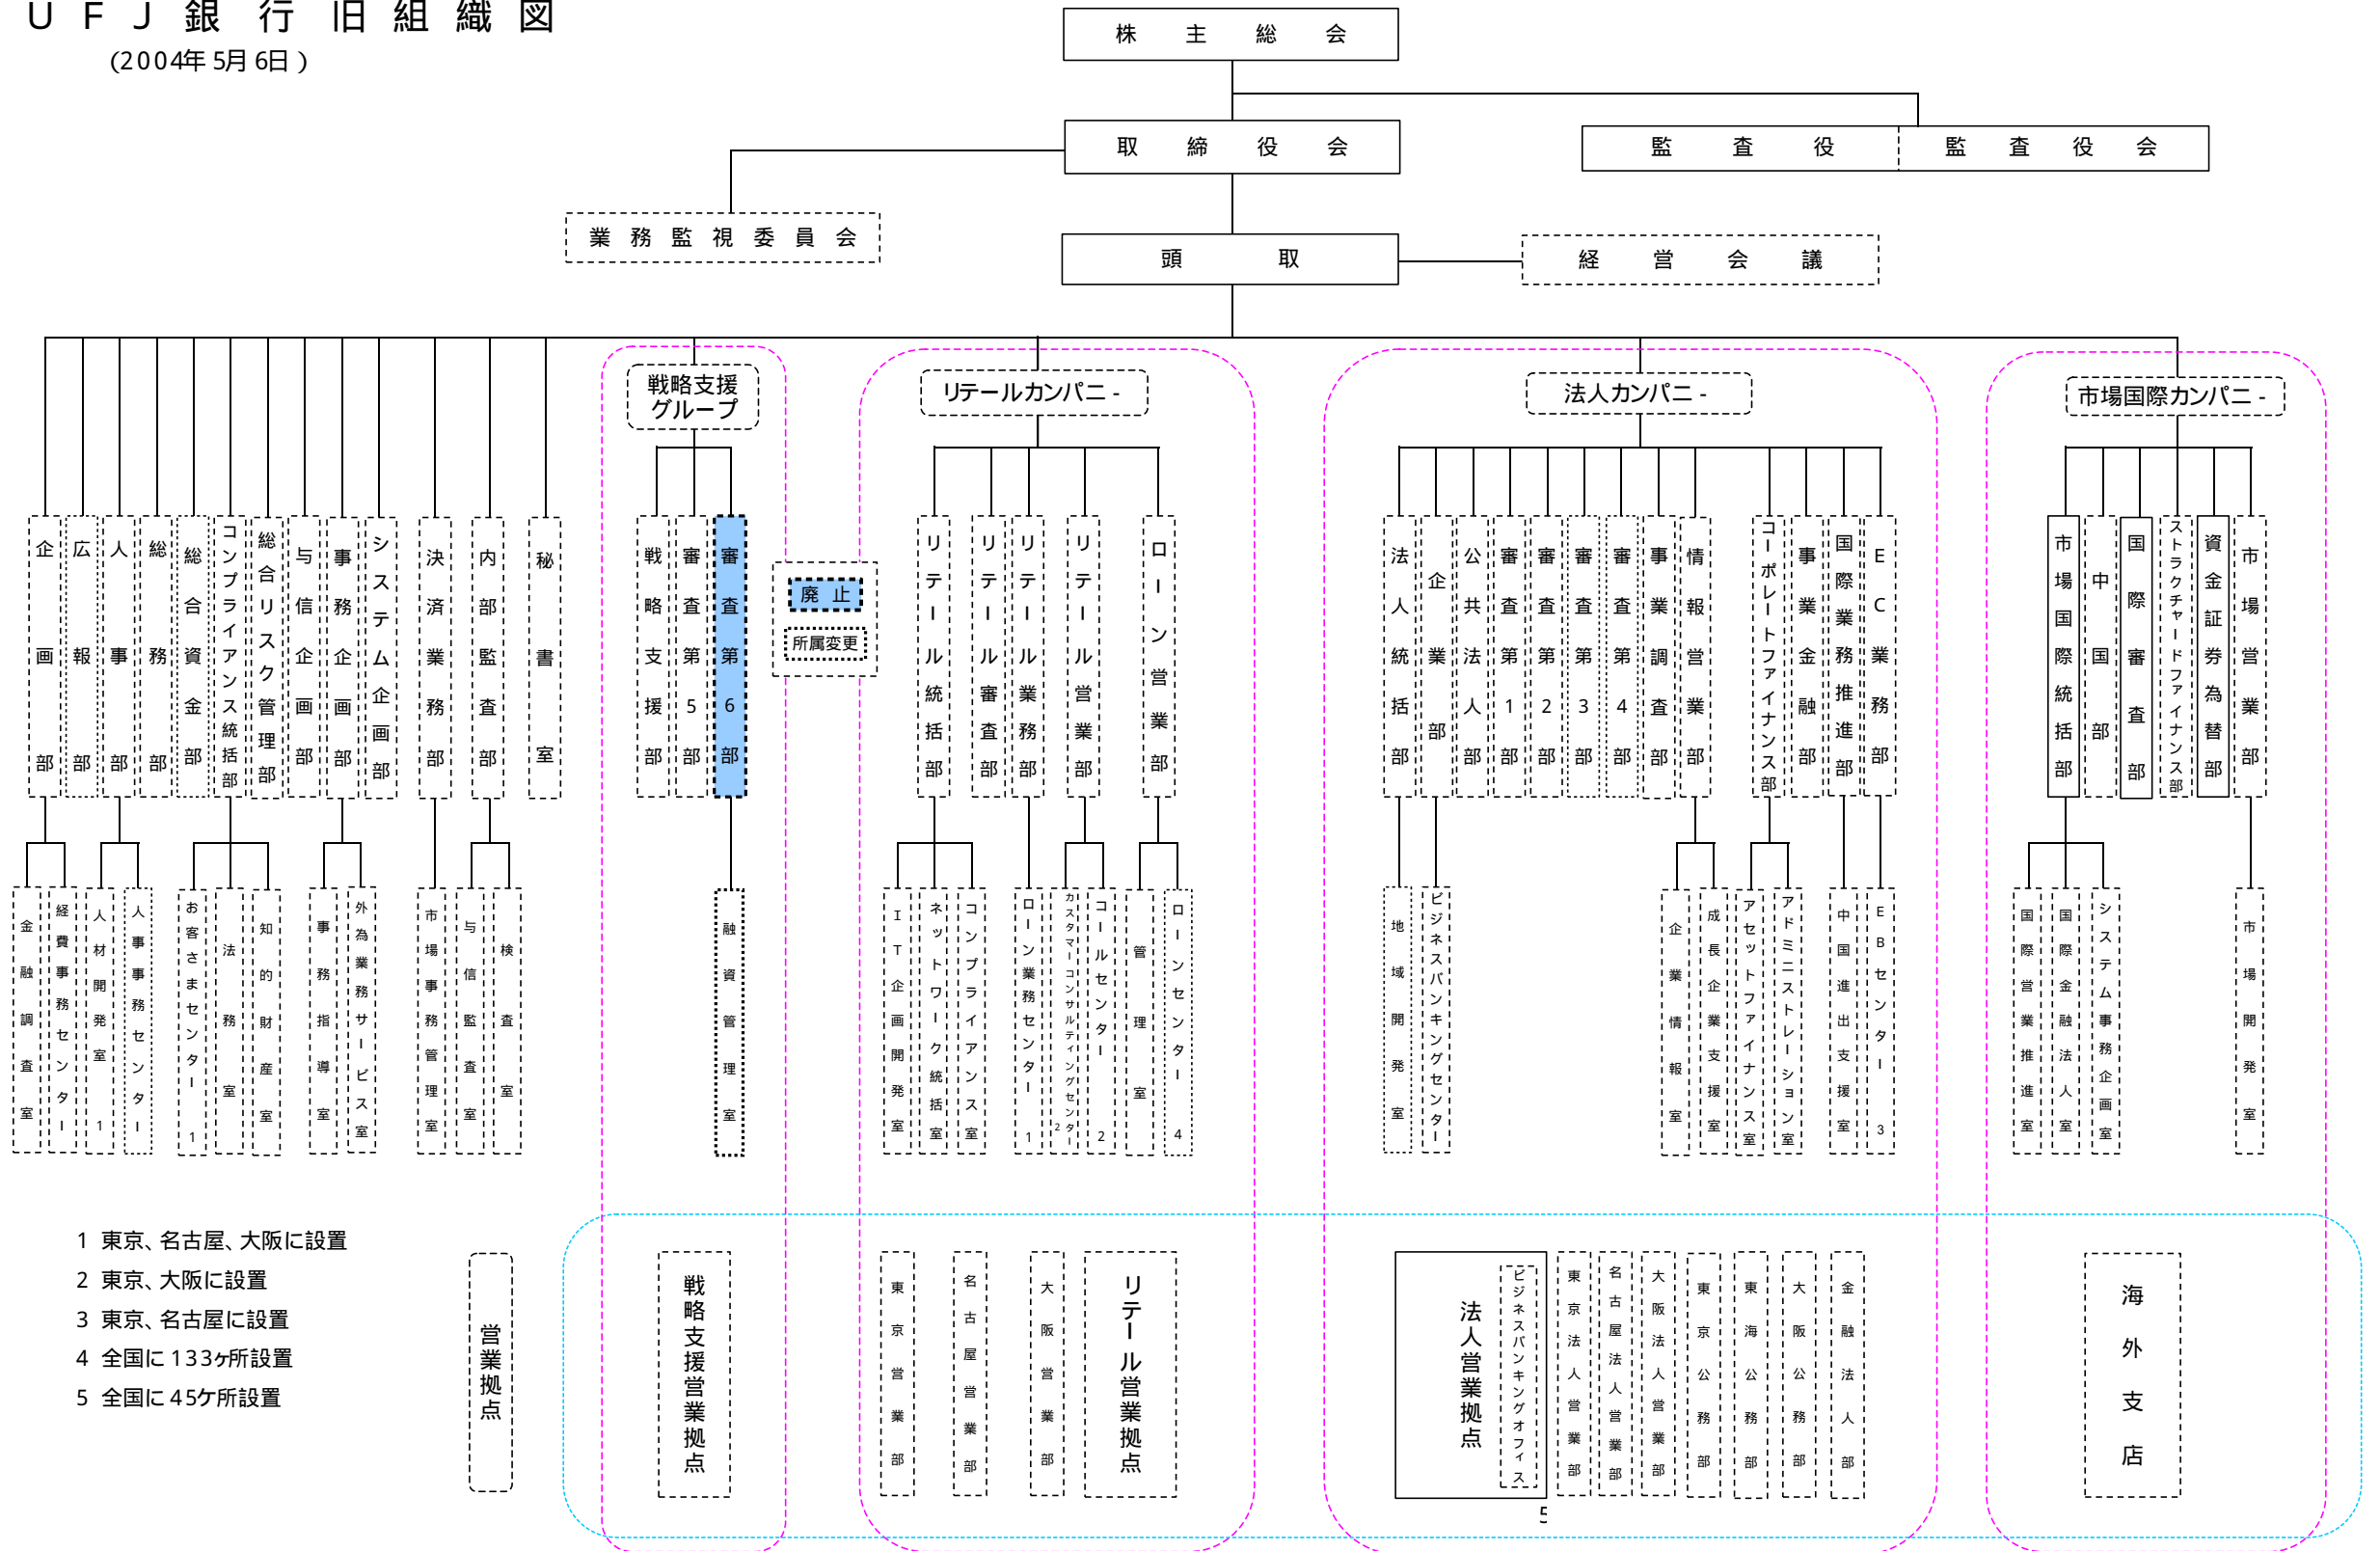 UFJ銀行旧組織図
(2004年5月6日)
株主総会
取締役会
監査役
監査役会
業務監視委員会
頭取
経営会議
戦略支援
グループ
リテールカンパニ-
法人カンパニ-
市場国際カンパニ-
企画部
広報部
人事部
総務部
総合資金部
コンプライアンス統括部
総合リスク管理部
与信企画部
事務企画部
システム企画部
決済業務部
内部監査部
秘書室
戦略支援部
審査第5部
審査第6部
廃止
所属変更
リテール統括部
リテール審査部
リテール業務部
リテール営業部
ローン営業部
法人統括部
企業部
公共法人部
審査第1部
審査第2部
審査第3部
審査第4部
事業調査部
情報営業部
コーポレートファイナンス部
事業金融部
国際業務推進部
EC業務部
市場国際統括部
中国部
国際審査部
ストラクチャードファイナンス部
資金証券為替部
市場営業部
金融調査室
経費事務センター
人材開発室 1
人事事務センター
お客さまセンター 1
法務室
知的財産室
事務指導室
外為業務サービス室
市場事務管理室
与信監査室
検査室
融資管理室
IT企画開発室
ネットワーク統括室
コンプライアンス室
ローン業務センター 1
カスタマーコンサルティングセンター 2
コールセンター 2
管理室
ローンセンター 4
地域開発室
ビジネスバンキングセンター
企業情報室
成長企業支援室
アセットファイナンス室
アドミニストレーション室
中国進出支援室
EBセンター 3
国際営業推進室
国際金融法人室
システム事務企画室
市場開発室
1 東京、名古屋、大阪に設置
2 東京、大阪に設置
3 東京、名古屋に設置
4 全国に133ヶ所設置
5 全国に45ケ所設置
営業拠点
戦略支援営業拠点
東京営業部
名古屋営業部
大阪営業部
リテール営業拠点
法人営業拠点
ビジネスバンキングオフィス
5
東京法人営業部
名古屋法人営業部
大阪法人営業部
東京公務部
東海公務部
大阪公務部
金融法人部
海外支店